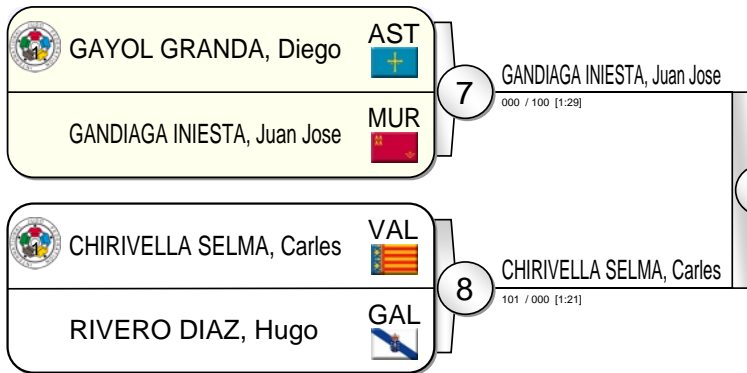 GAYOL GRANDA, Diego AST
GANDIAGA INIESTA, Juan Jose MUR
7
GANDIAGA INIESTA, Juan Jose
000 / 100 [1:29]
CHIRIVELLA SELMA, Carles VAL
RIVERO DIAZ, Hugo GAL
8
CHIRIVELLA SELMA, Carles
101 / 000 [1:21]